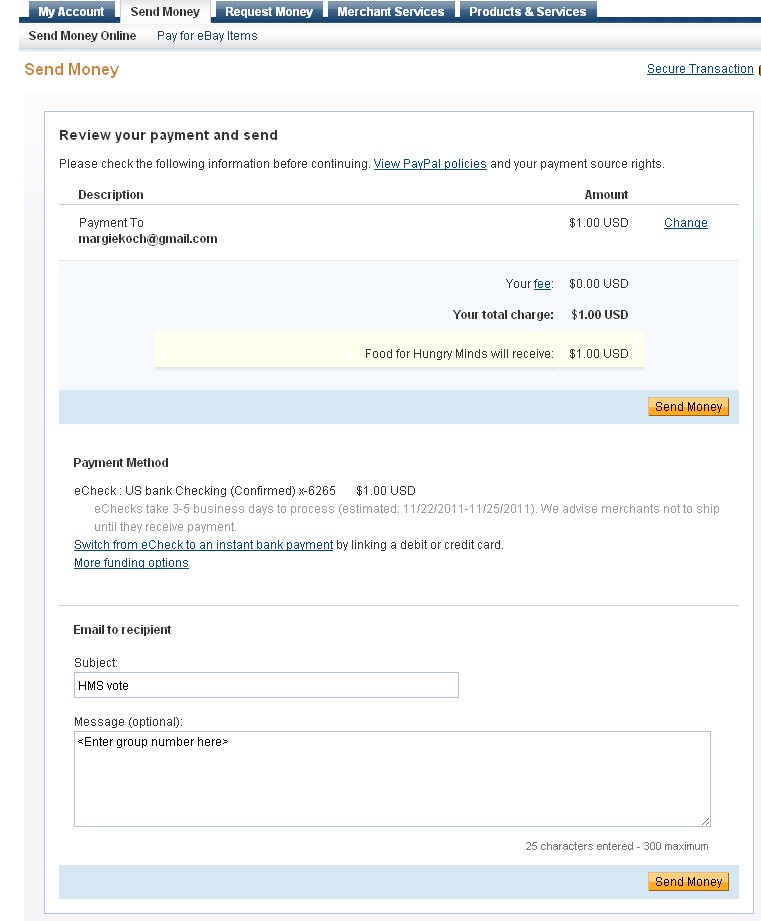 My Account Send Money Request Money Merchant Services Products & Services
Send Money Online Pay for eBay Items
Send Money Secure Transaction
Review your payment and send
Please check the following information before continuing. View PayPal policies and your payment source rights.
Description Amount
Payment To $1.00 USD Change
margiekoch@gmail.com
Your fee: $0.00 USD
Your total charge: $1.00 USD
Food for Hungry Minds will receive: $1.00 USD
Send Money
Payment Method
eCheck : US bank Checking (Confirmed) x-6265 $1.00 USD
eChecks take 3-5 business days to process (estimated: 11/22/2011-11/25/2011). We advise merchants not to ship
until they receive payment.
Switch from eCheck to an instant bank payment by linking a debit or credit card.
More funding options
Email to recipient
Subject:
HMS vote
Message (optional):
<Enter group number here>
25 characters entered - 300 maximum
Send Money